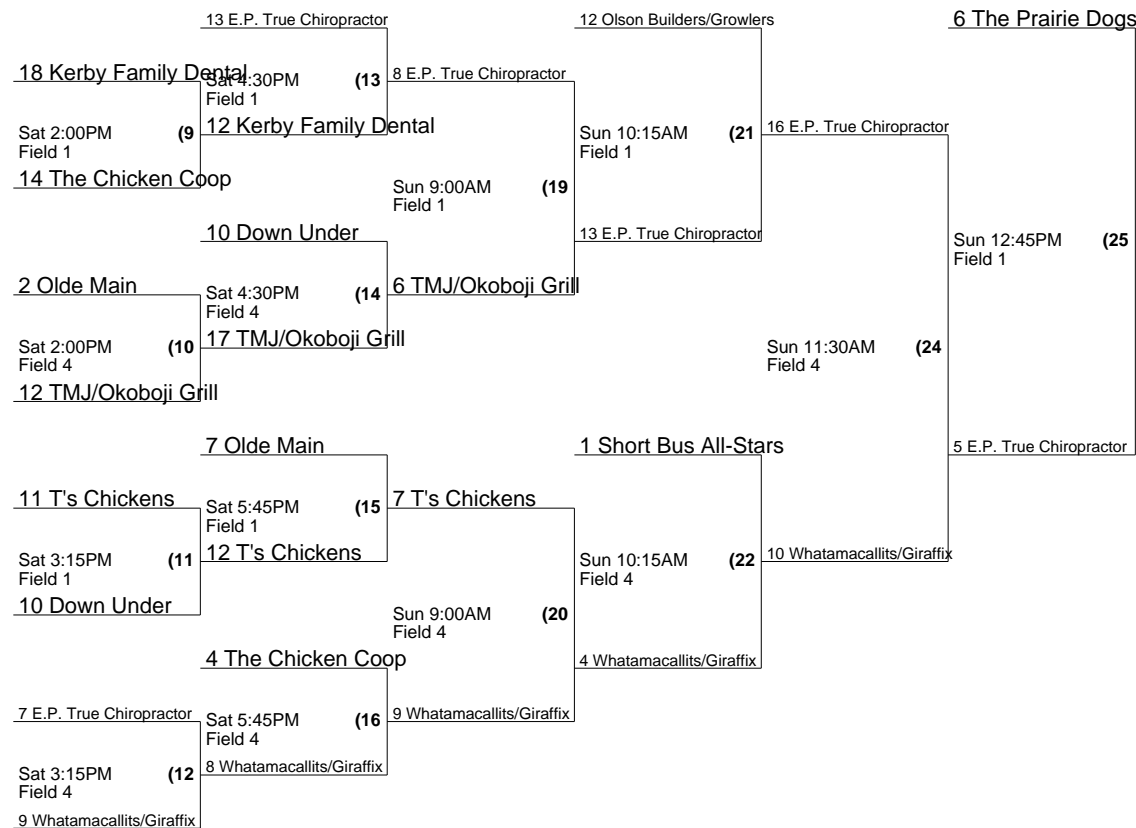 13 E.P. True Chiropractor
12 Olson Builders/Growlers
6 The Prairie Dogs
18 Kerby Family Dental
Sat 4:30PM (13
Field 1
8 E.P. True Chiropractor
Sat 2:00PM (9
Field 1
12 Kerby Family Dental
Sun 10:15AM (21
Field 1
16 E.P. True Chiropractor
14 The Chicken Coop
Sun 9:00AM (19
Field 1
10 Down Under
13 E.P. True Chiropractor
Sun 12:45PM (25
Field 1
2 Olde Main
Sat 4:30PM (14
Field 4
6 TMJ/Okoboji Grill
Sat 2:00PM (10
Field 4
17 TMJ/Okoboji Grill
Sun 11:30AM (24
Field 4
12 TMJ/Okoboji Grill
7 Olde Main
1 Short Bus All-Stars
5 E.P. True Chiropractor
11 T's Chickens
Sat 5:45PM (15
Field 1
7 T's Chickens
Sat 3:15PM (11
Field 1
12 T's Chickens
Sun 10:15AM (22
Field 4
10 Whatamacallits/Giraffix
10 Down Under
Sun 9:00AM (20
Field 4
4 The Chicken Coop
4 Whatamacallits/Giraffix
7 E.P. True Chiropractor
Sat 5:45PM (16
Field 4
9 Whatamacallits/Giraffix
Sat 3:15PM (12
Field 4
8 Whatamacallits/Giraffix
9 Whatamacallits/Giraffix